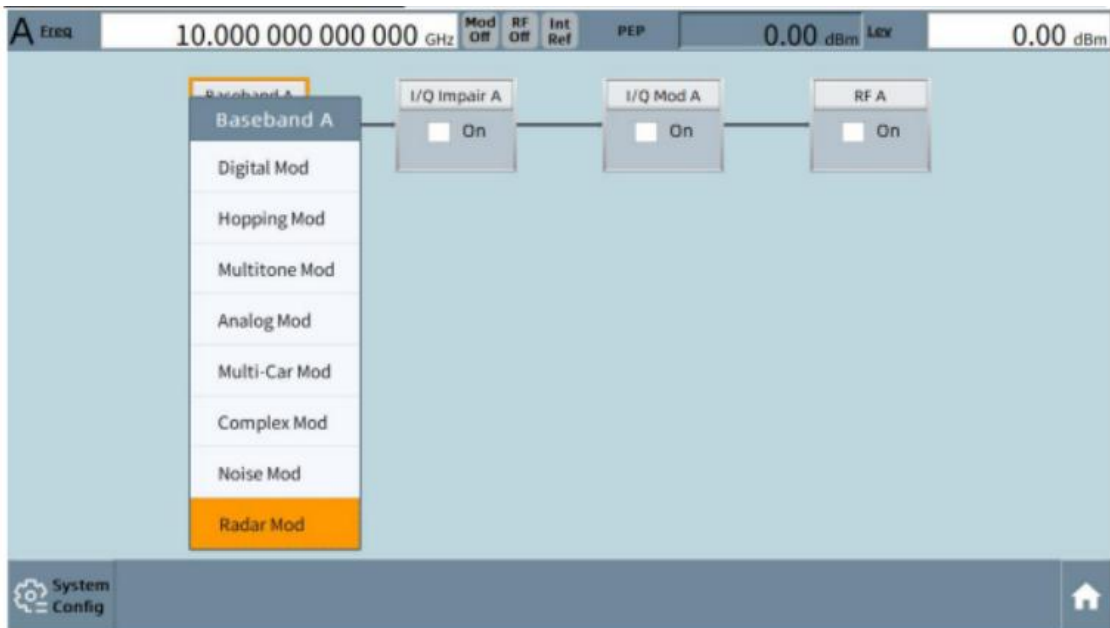 A Freq 10.000 000 000 000 GHz Mod Off RF Off Int Ref PEP 0.00 dBm Lev 0.00 dBm
Baseband A I/Q Impair A I/Q Mod A RF A
Baseband A
On On On
Digital Mod
Hopping Mod
Multitone Mod
Analog Mod
Multi-Car Mod
Complex Mod
Noise Mod
Radar Mod
System
Config